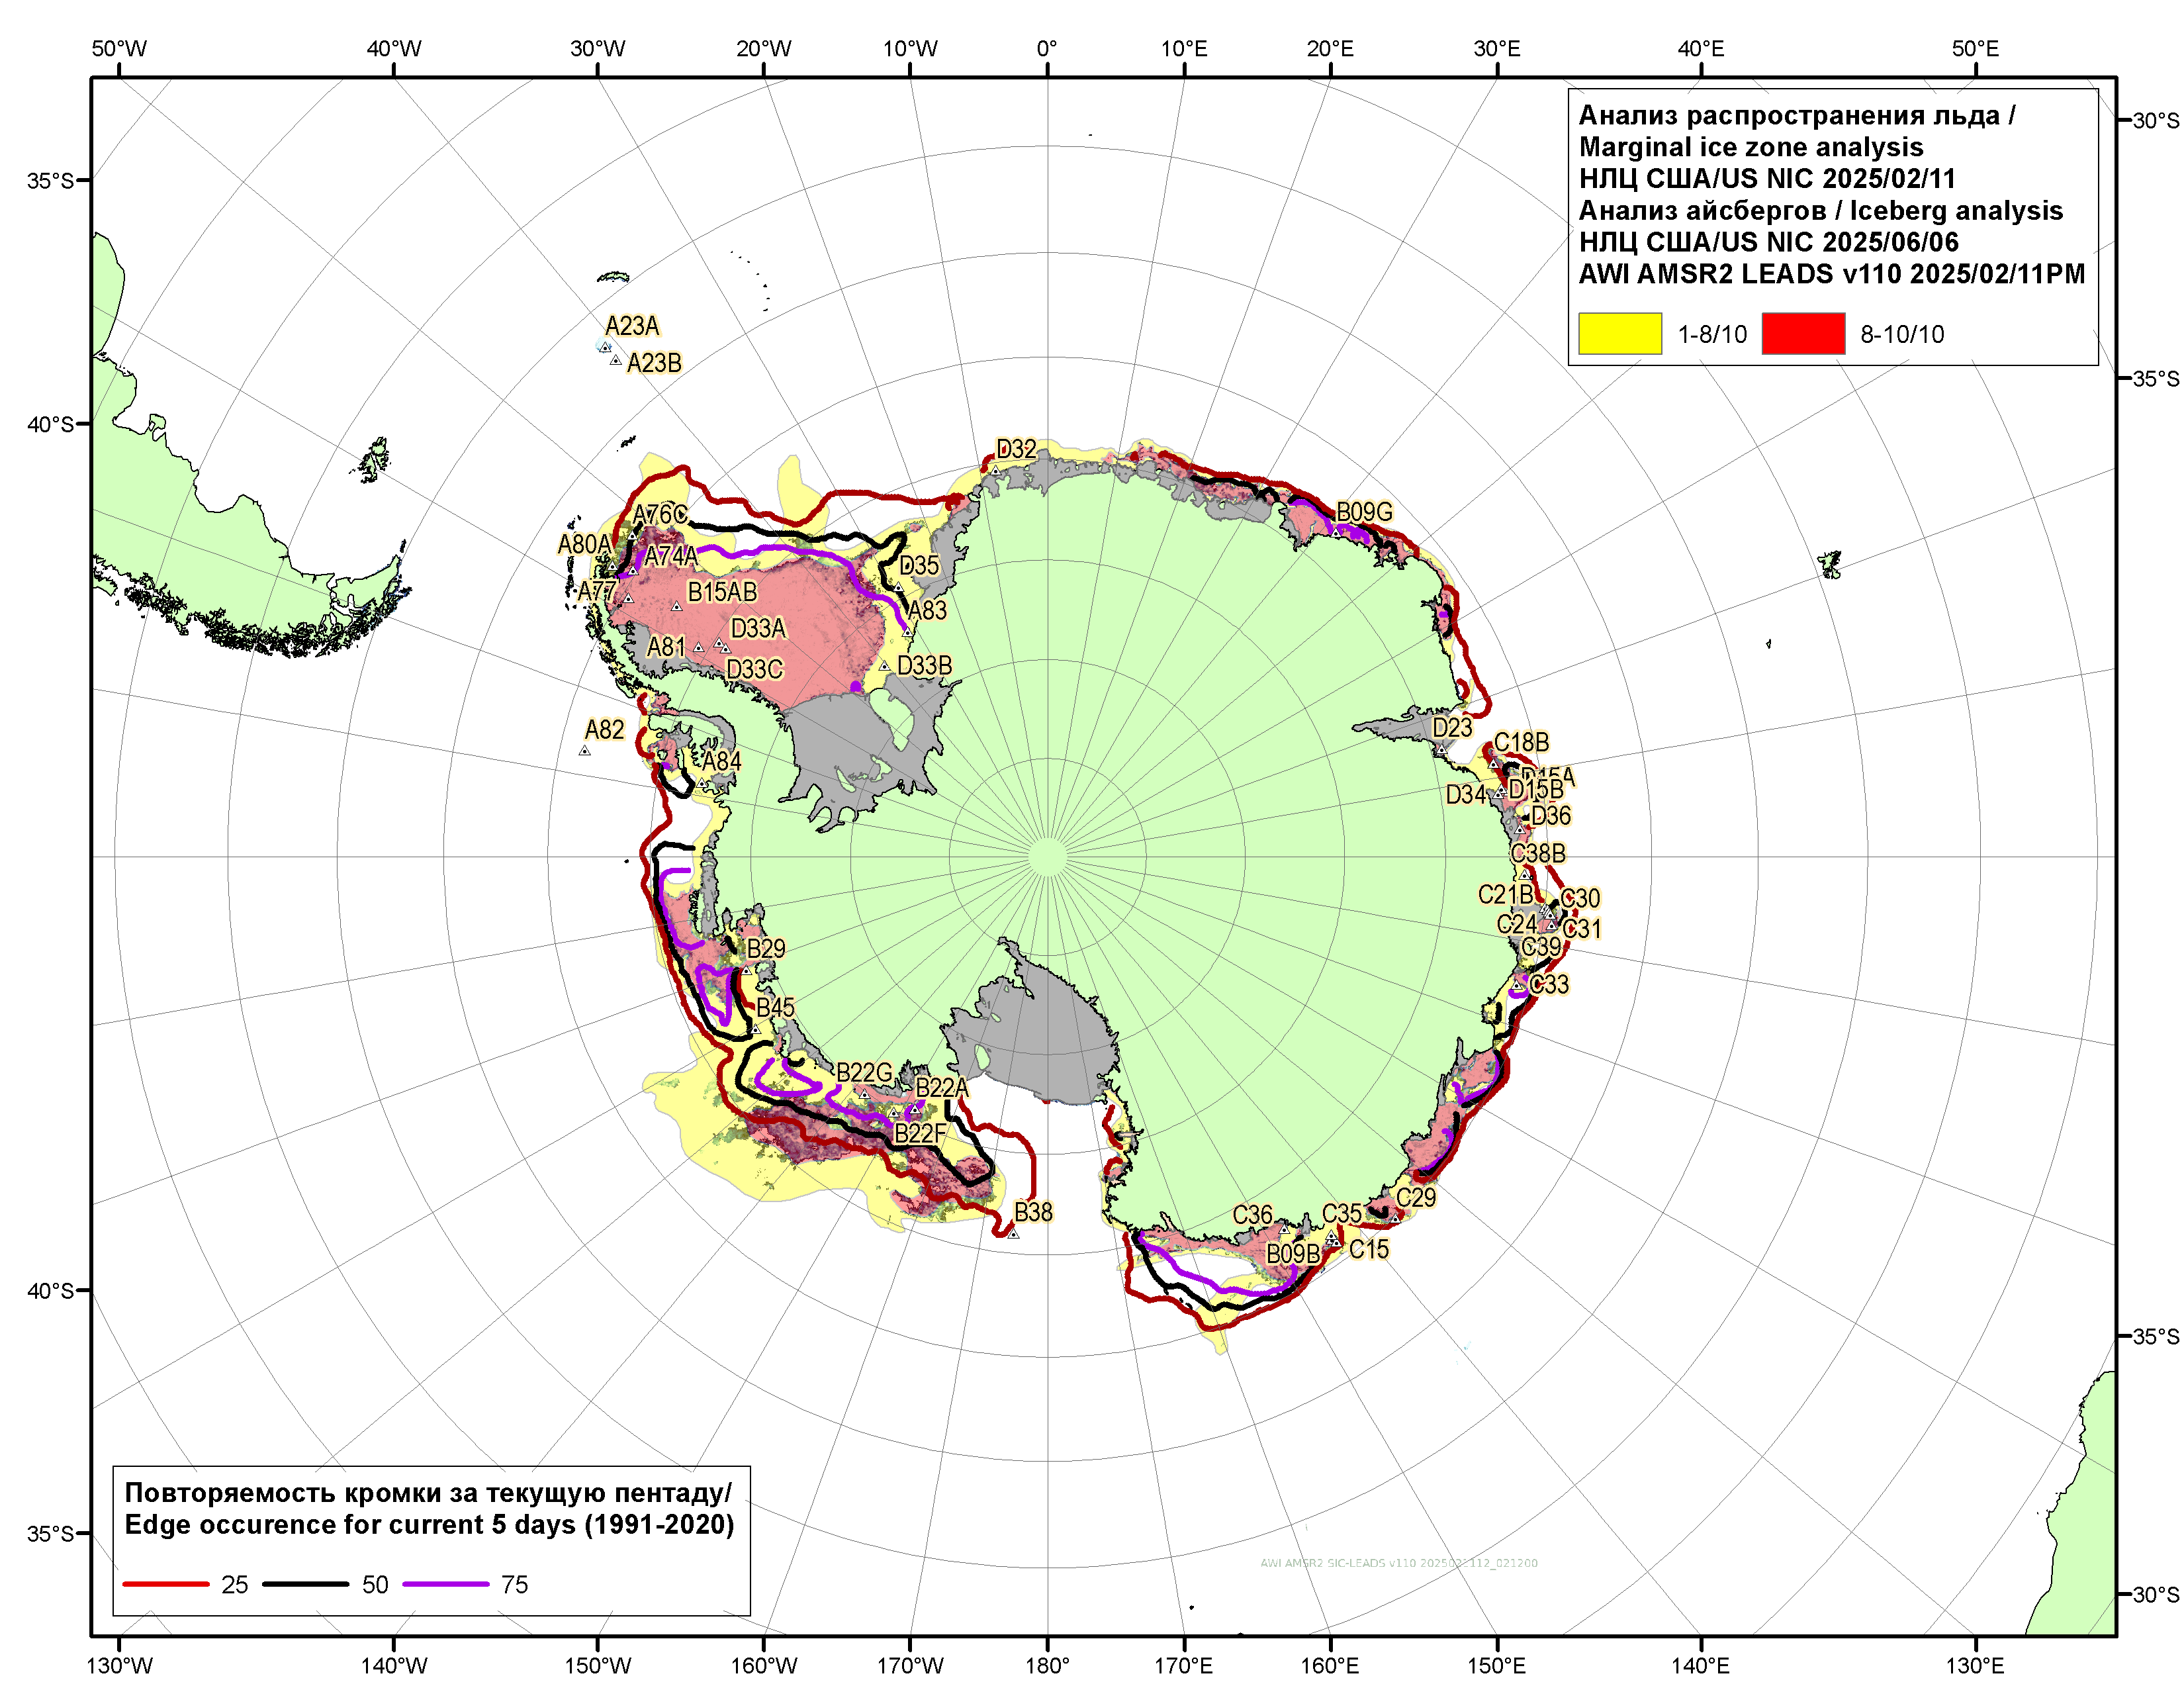 50°W 40°W 30°W 20°W 10°W 0° 10°E 20°E 30°E 40°E 50°E
Анализ распространения льда /
Marginal ice zone analysis
НЛЦ США/US NIC 2025/02/11
Анализ айсбергов / Iceberg analysis
НЛЦ США/US NIC 2025/06/06
AWI AMSR2 LEADS v110 2025/02/11PM
1-8/10 8-10/10
30°S
35°S
35°S
40°S
A23A
A23B
D32
A76C
B09G
A80A
A74A
D35
A77
B15AB
A83
D33A
A81
D33C
D33B
A82
A84
D23
C18B
D15A
D15B
D34
D36
C38B
C21B
C30
C24
C31
C39
C33
B29
B45
B22G
B22A
B22F
B38
C29
C36
C35
B09B
C15
40°S
35°S
35°S
30°S
Повторяемость кромки за текущую пентаду/
Edge occurence for current 5 days (1991-2020)
25 50 75
130°W 140°W 150°W 160°W 170°W 180° 170°E 160°E 150°E 140°E 130°E